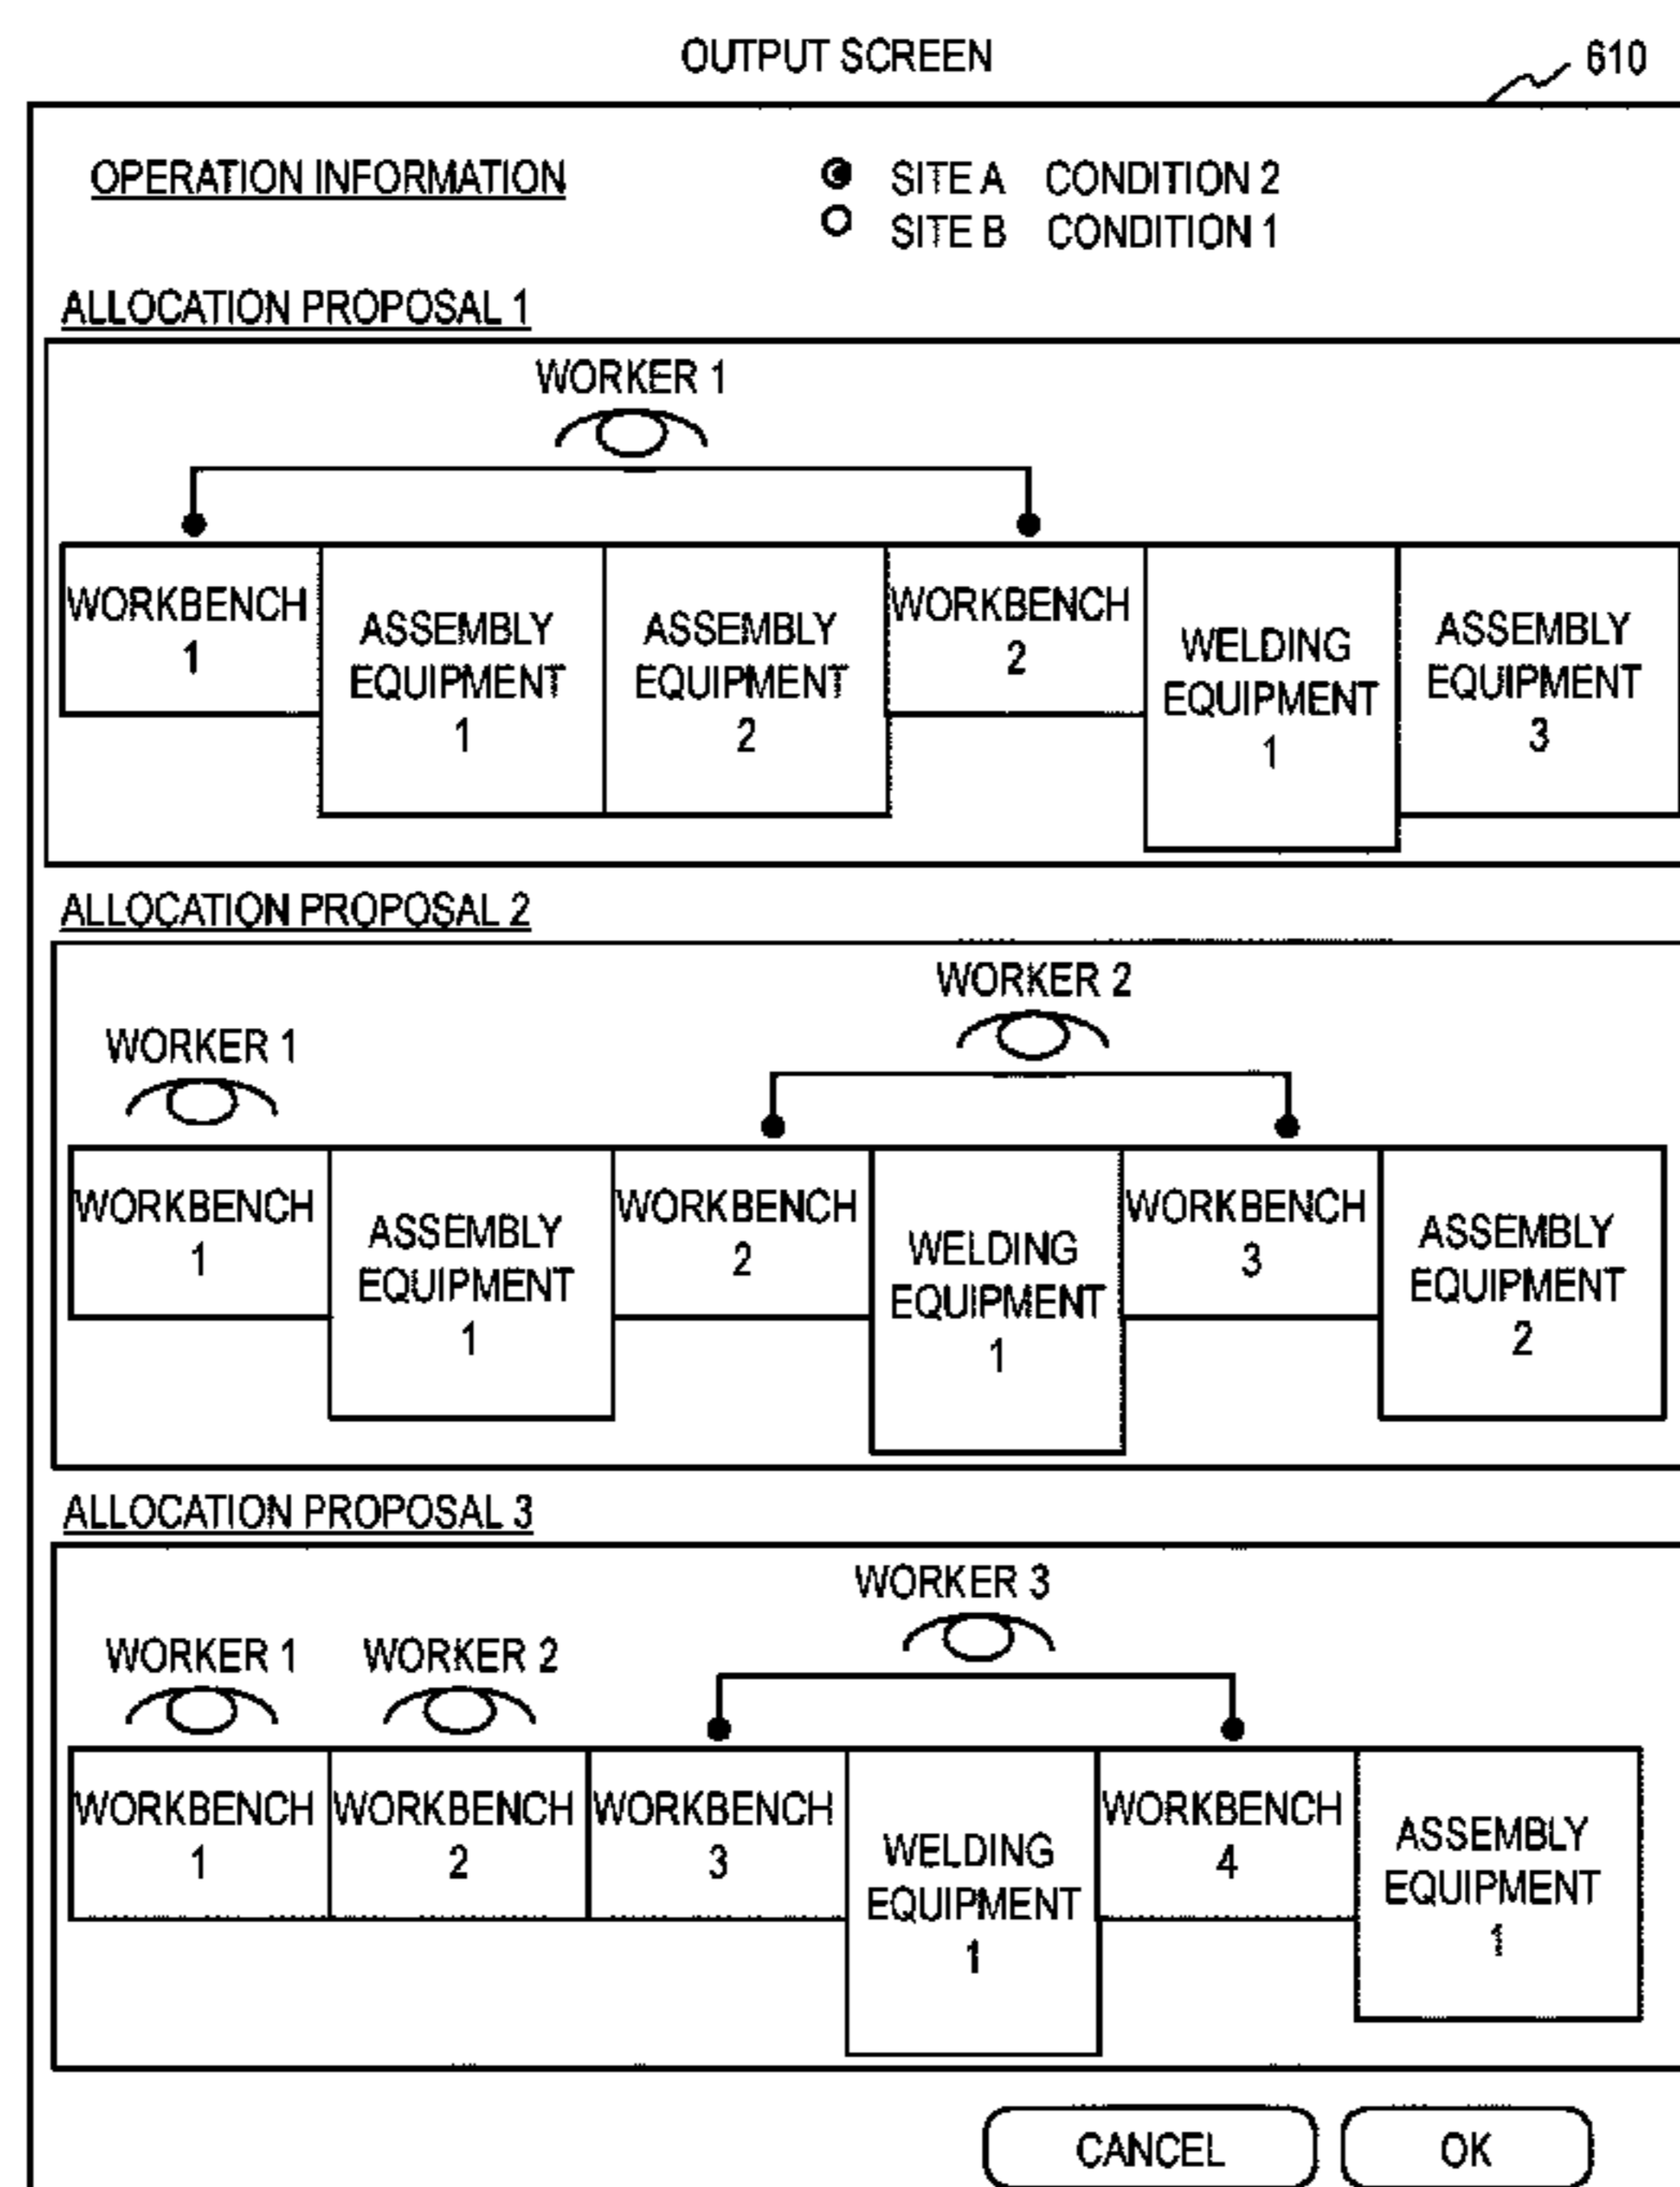 OUTPUT SCREEN
610
OPERATION INFORMATION
SITE A CONDITION 2
SITE B CONDITION 1
ALLOCATION PROPOSAL 1
WORKER 1
WORKBENCH
1
ASSEMBLY
EQUIPMENT
1
ASSEMBLY
EQUIPMENT
2
WORKBENCH
2
WELDING
EQUIPMENT
1
ASSEMBLY
EQUIPMENT
3
ALLOCATION PROPOSAL 2
WORKER 1
WORKER 2
WORKBENCH
1
ASSEMBLY
EQUIPMENT
1
WORKBENCH
2
WELDING
EQUIPMENT
1
WORKBENCH
3
ASSEMBLY
EQUIPMENT
2
ALLOCATION PROPOSAL 3
WORKER 1
WORKER 2
WORKER 3
WORKBENCH
1
WORKBENCH
2
WORKBENCH
3
WELDING
EQUIPMENT
1
WORKBENCH
4
ASSEMBLY
EQUIPMENT
1
CANCEL
OK